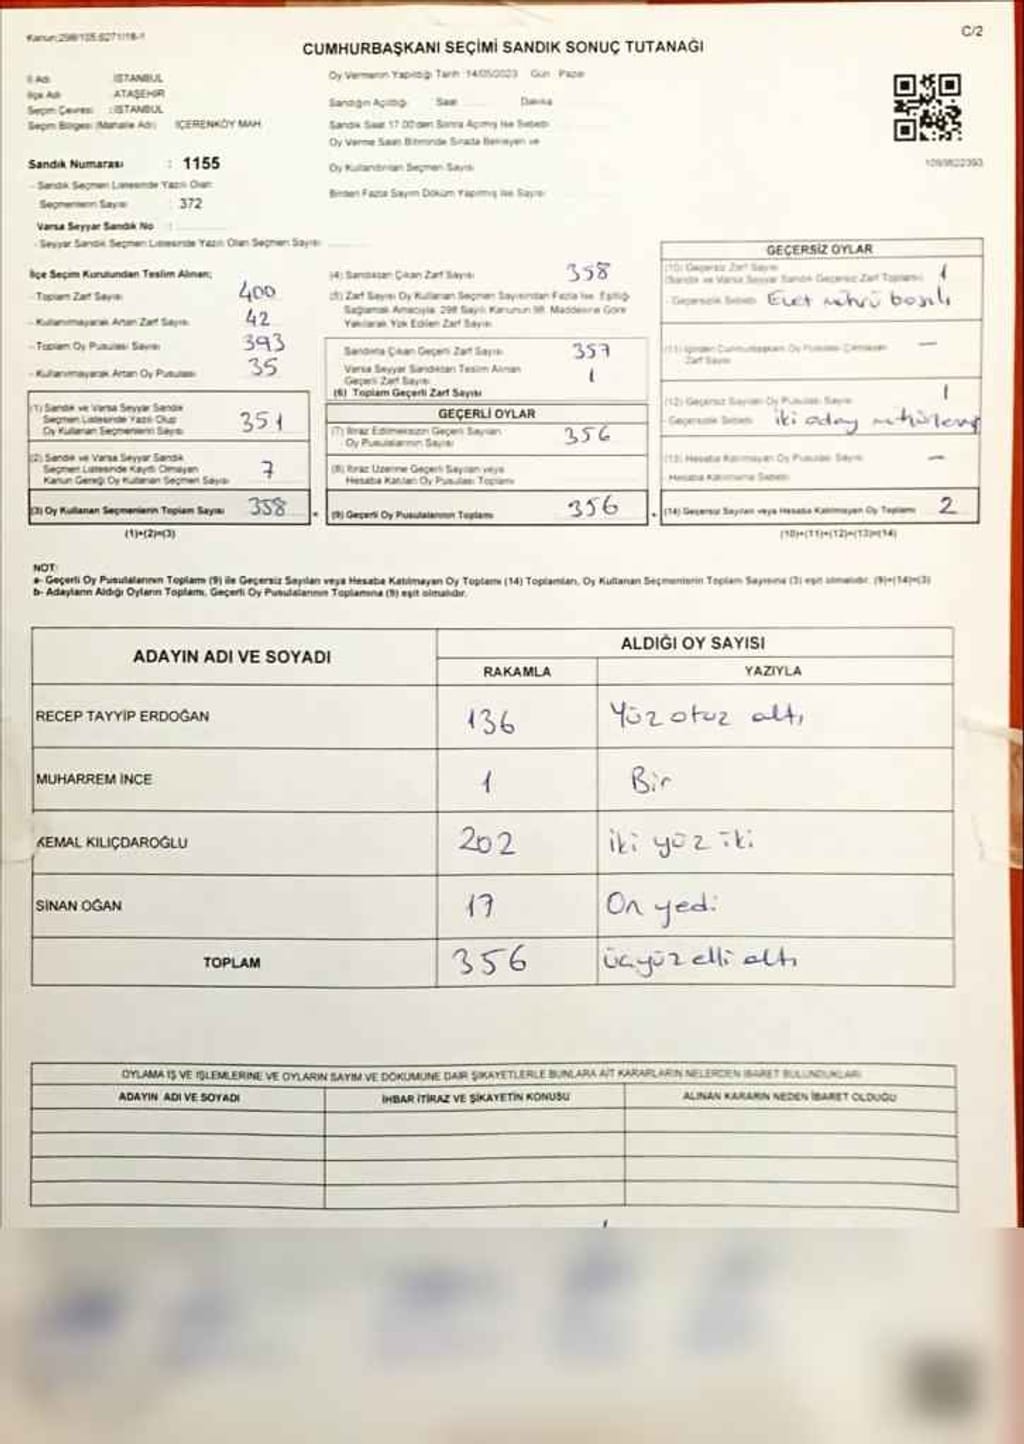 Kanun:298/105.6271/18-1
C/2
CUMHURBAŞKANI SEÇİMİ SANDIK SONUÇ TUTANAĞI
İl Adı : İSTANBUL
İlçe Adı : ATAŞEHİR
Seçim Çevresi : İSTANBUL
Seçim Bölgesi (Mahalle Adı) : İÇERENKÖY MAH.
Sandık Numarası : 1155
- Sandık Seçmen Listesinde Yazılı Olan
Seçmenlerin Sayısı : 372
Varsa Seyyar Sandık No :
- Seyyar Sandık Seçmen Listesinde Yazılı Olan Seçmen Sayısı:
Oy Vermenin Yapıldığı Tarih :14/05/2023 Gün : Pazar
Sandığın Açıldığı Saat Dakika
Sandık Saat 17.00'den Sonra Açılmış İse Sebebi
Oy Verme Saati Bitiminde Sırada Bekleyen ve
Oy Kullandırılan Seçmen Sayısı
Birden Fazla Sayım Döküm Yapılmış İse Sayısı
İlçe Seçim Kurulundan Teslim Alınan;
- Toplam Zarf Sayısı 400
- Kullanılmayarak Artan Zarf Sayısı 42
- Toplam Oy Pusulası Sayısı 393
- Kullanılmayarak Artan Oy Pusulası 35
(1) Sandık ve Varsa Seyyar Sandık
Seçmen Listesinde Yazılı Olup
Oy Kullanan Seçmenlerin Sayısı 351
(2) Sandık ve Varsa Seyyar Sandık
Seçmen Listesinde Kayıtlı Olmayan
Kanun Gereği Oy Kullanan Seçmen Sayısı 7
(3) Oy Kullanan Seçmenlerin Toplam Sayısı 358
(1)+(2)=(3)
(4) Sandıktan Çıkan Zarf Sayısı 358
(5) Zarf Sayısı Oy Kullanan Seçmen Sayısından Fazla İse, Eşitliği
Sağlamak Amacıyla, 298 Sayılı Kanunun 98. Maddesine Göre
Yakılarak Yok Edilen Zarf Sayısı
Sandıkta Çıkan Geçerli Zarf Sayısı 357
Varsa Seyyar Sandıktan Teslim Alınan
Geçerli Zarf Sayısı 1
(6) Toplam Geçerli Zarf Sayısı
GEÇERLİ OYLAR
(7) İtiraz Edilmeksizin Geçerli Sayılan
Oy Pusulalarının Sayısı 356
(8) İtiraz Üzerine Geçerli Sayılan veya
Hesaba Katılan Oy Pusulası Toplamı
(9) Geçerli Oy Pusulalarının Toplamı 356
GEÇERSİZ OYLAR
(10) Geçersiz Zarf Sayısı 1
(Sandık ve Varsa Seyyar Sandık Geçersiz Zarf Toplamı)
- Geçersizlik Sebebi Evet mührü basılı
(11) İçinden Cumhurbaşkanı Oy Pusulası Çıkmayan —
Zarf Sayısı
(12) Geçersiz Sayılan Oy Pusulası Sayısı 1
- Geçersizlik Sebebi iki aday mühürlenmiş
(13) Hesaba Katılmayan Oy Pusulası Sayısı —
- Hesaba Katılmama Sebebi
(14) Geçersiz Sayılan veya Hesaba Katılmayan Oy Toplamı 2
(10)+(11)+(12)+(13)=(14)
NOT:
a- Geçerli Oy Pusulalarının Toplamı (9) ile Geçersiz Sayılan veya Hesaba Katılmayan Oy Toplamı (14) Toplamları, Oy Kullanan Seçmenlerin Toplam Sayısına (3) eşit olmalıdır. (9)+(14)=(3)
b- Adayların Aldığı Oyların Toplamı, Geçerli Oy Pusulalarının Toplamına (9) eşit olmalıdır.
ADAYIN ADI VE SOYADI ALDIĞI OY SAYISI
RAKAMLA YAZIYLA
RECEP TAYYİP ERDOĞAN 136 Yüz otuz altı
MUHARREM İNCE 1 Bir
KEMAL KILIÇDAROĞLU 202 iki yüz iki
SİNAN OĞAN 17 On yedi
TOPLAM 356 üçyüz elli altı
OYLAMA İŞ VE İŞLEMLERİNE VE OYLARIN SAYIM VE DÖKÜMÜNE DAİR ŞİKAYETLERLE BUNLARA AİT KARARLARIN NELERDEN İBARET BULUNDUKLARI
ADAYIN ADI VE SOYADI İHBAR İTİRAZ VE ŞİKAYETİN KONUSU ALINAN KARARIN NEDEN İBARET OLDUĞU